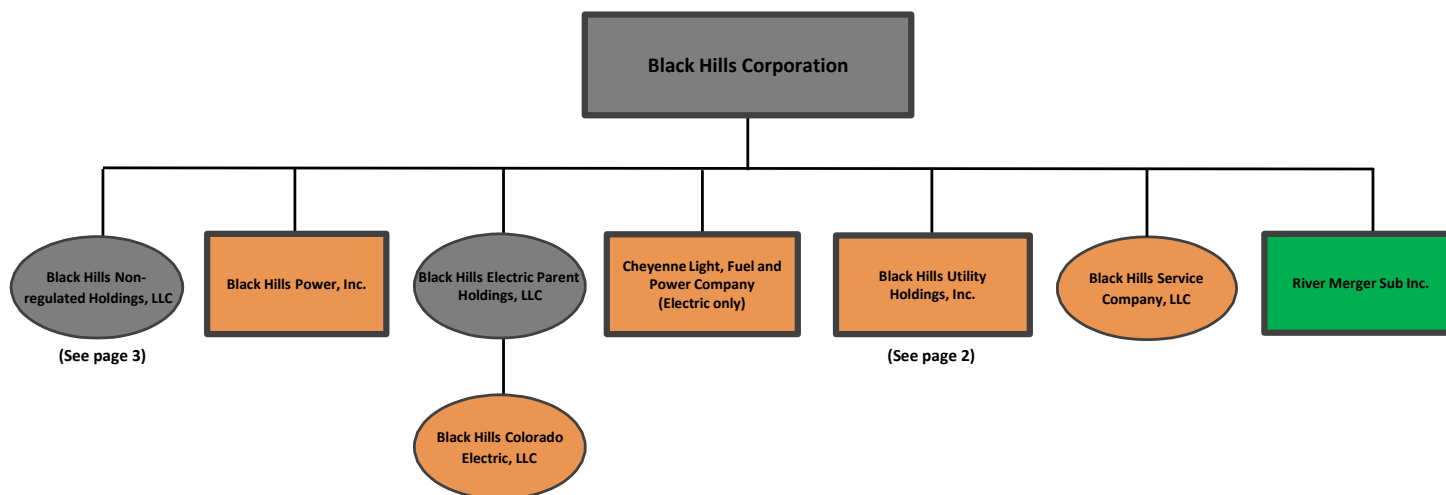 Black Hills Corporation
Black Hills Non-
regulated Holdings, LLC
(See page 3)
Black Hills Power, Inc.
Black Hills Electric Parent
Holdings, LLC
Cheyenne Light, Fuel and
Power Company
(Electric only)
Black Hills Utility
Holdings, Inc.
(See page 2)
Black Hills Service
Company, LLC
River Merger Sub Inc.
Black Hills Colorado
Electric, LLC